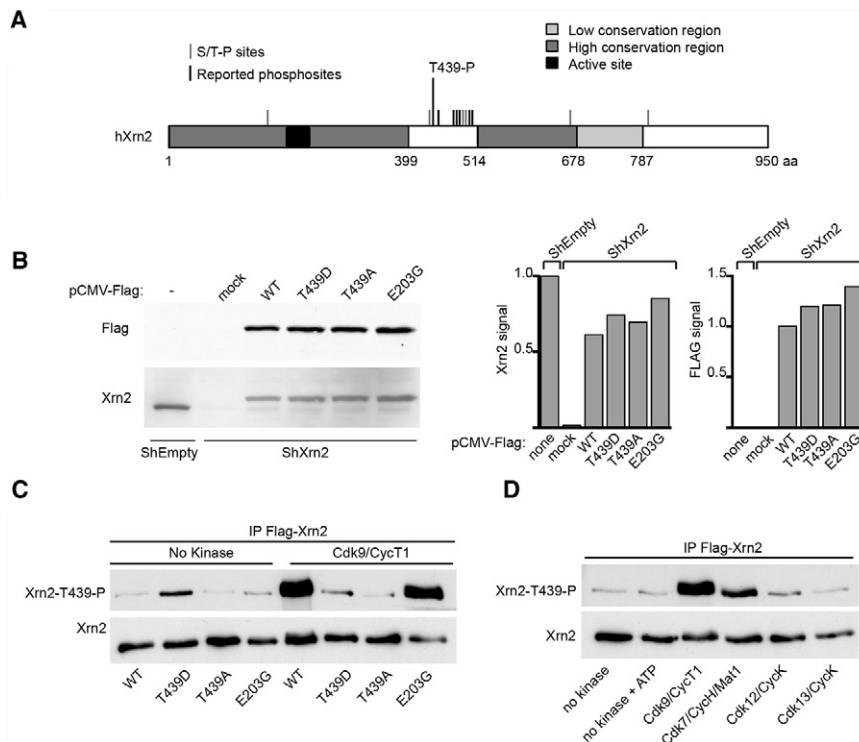 A
S/T-P sites
Reported phosphosites
T439-P
Low conservation region
High conservation region
Active site
hXrn2
1
399
514
678
787
950 aa
B
pCMV-Flag:
-
mock
WT
T439D
T439A
E203G
Flag
Xrn2
ShEmpty
ShXrn2
ShEmpty
ShXrn2
Xrn2 signal
1.0
0.5
pCMV-Flag:
none
mock
WT
T439D
T439A
E203G
ShEmpty
ShXrn2
FLAG signal
1.5
1.0
0.5
none
mock
WT
T439D
T439A
E203G
C
IP Flag-Xrn2
No Kinase
Cdk9/CycT1
Xrn2-T439-P
Xrn2
WT
T439D
T439A
E203G
WT
T439D
T439A
E203G
D
IP Flag-Xrn2
Xrn2-T439-P
Xrn2
no kinase
no kinase + ATP
Cdk9/CycT1
Cdk7/CycH/Mat1
Cdk12/CycK
Cdk13/CycK